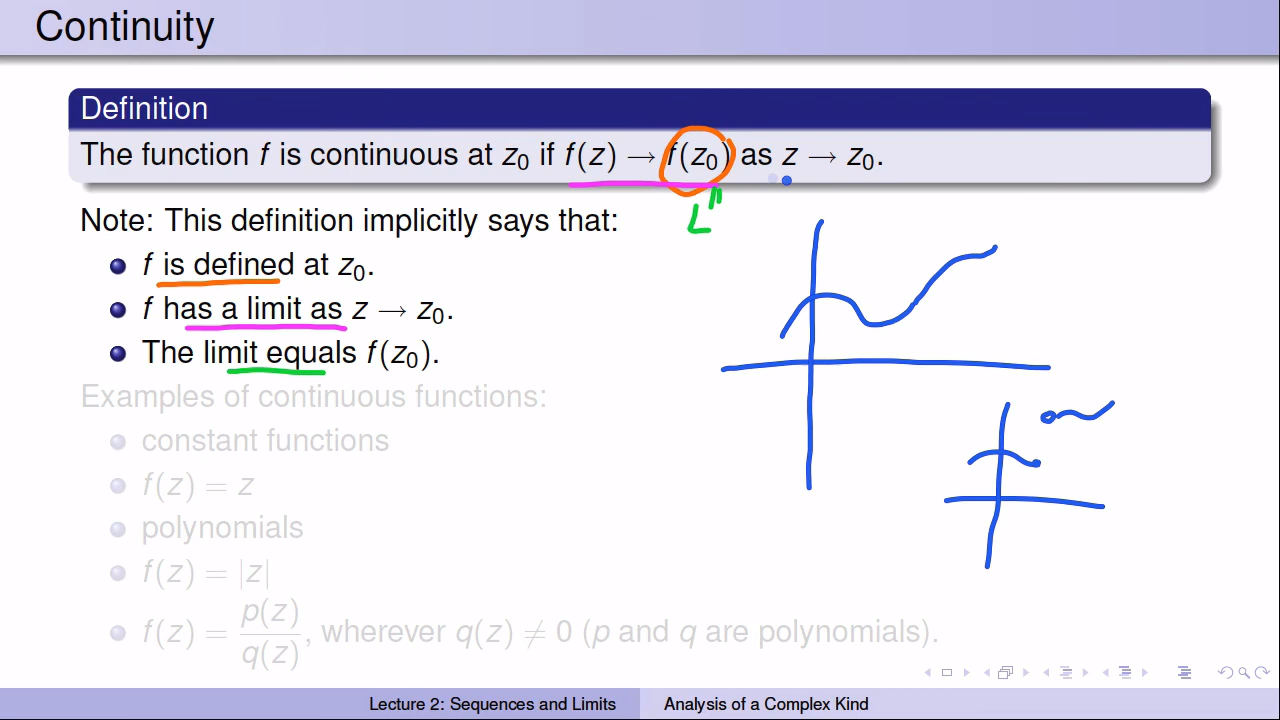 Continuity
Definition
The function f is continuous at z₀ if f(z) → f(z₀) as z → z₀.
L"
Note: This definition implicitly says that:
f is defined at z₀.
f has a limit as z → z₀.
The limit equals f(z₀).
Examples of continuous functions:
constant functions
f(z) = z
polynomials
f(z) = |z|
f(z) = p(z)/q(z), wherever q(z) ≠ 0 (p and q are polynomials).
Lecture 2: Sequences and Limits Analysis of a Complex Kind